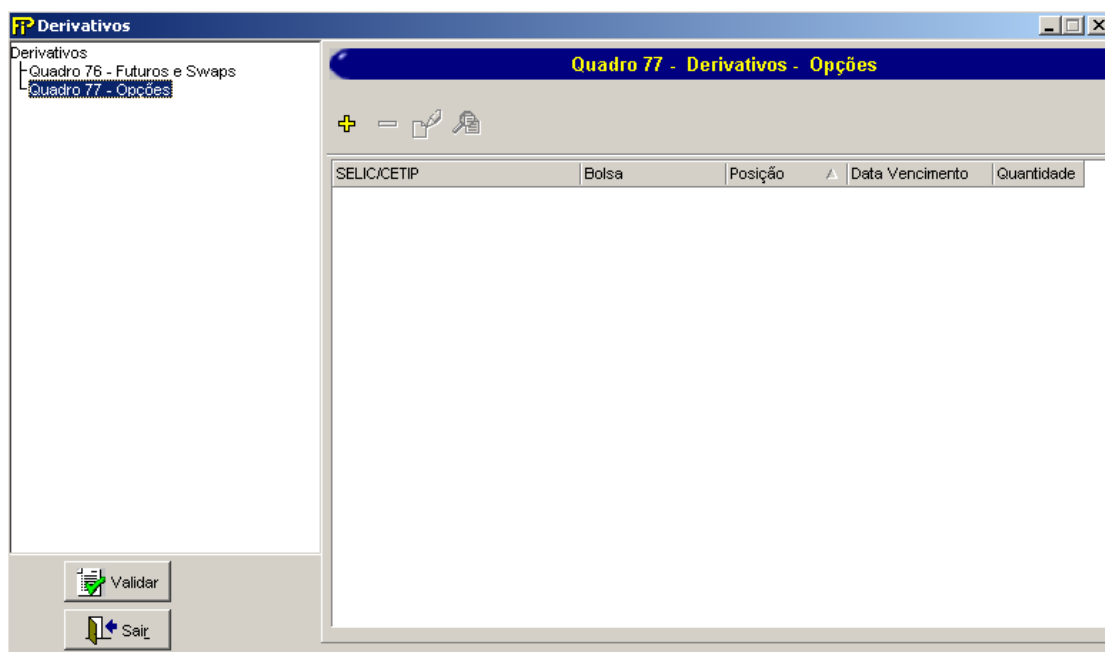 FiP Derivativos
Derivativos
Quadro 76 - Futuros e Swaps
Quadro 77 - Opções
Quadro 77 - Derivativos - Opções
SELIC/CETIP Bolsa Posição Data Vencimento Quantidade
Validar
Sair